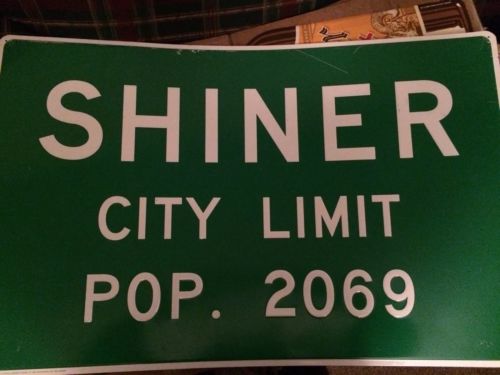 SHINER
CITY LIMIT
POP. 2069